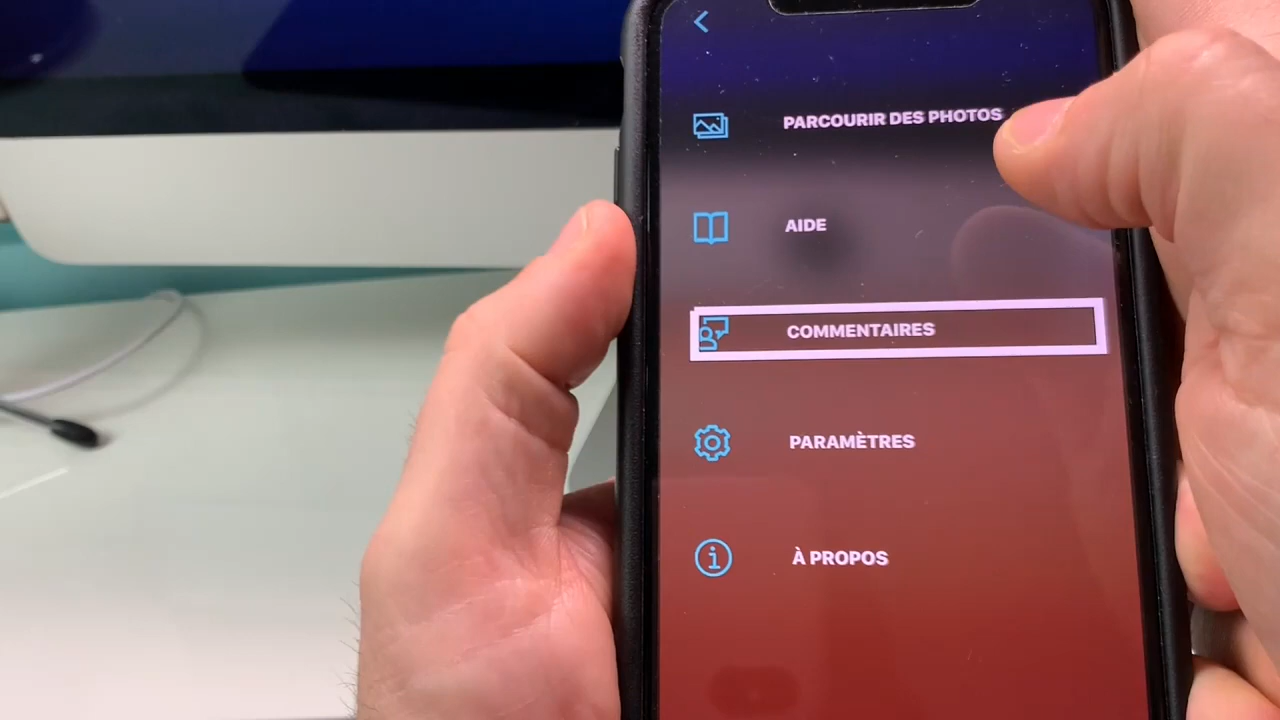 PARCOURIR DES PHOTOS
AIDE
COMMENTAIRES
PARAMÈTRES
À PROPOS